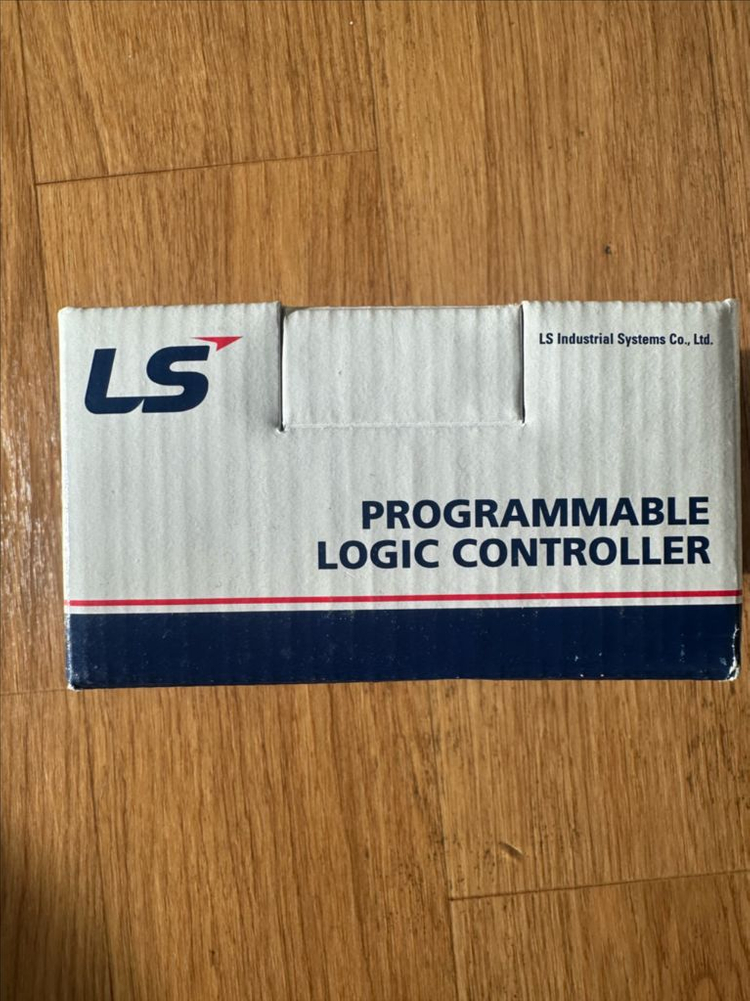 LS
LS Industrial Systems Co., Ltd.
PROGRAMMABLE
LOGIC CONTROLLER